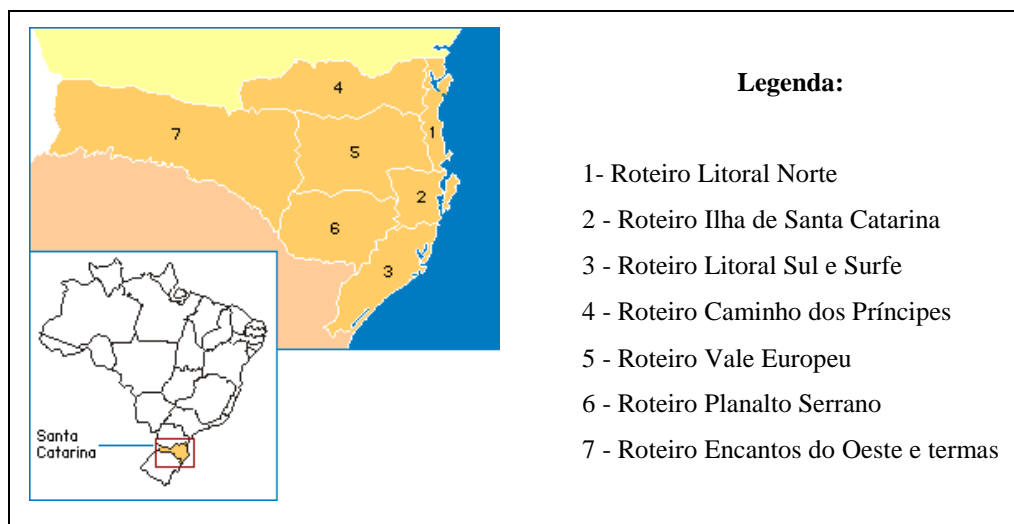 4
7
1
5
2
6
3
Santa
Catarina
Legenda:
1- Roteiro Litoral Norte
2 - Roteiro Ilha de Santa Catarina
3 - Roteiro Litoral Sul e Surfe
4 - Roteiro Caminho dos Príncipes
5 - Roteiro Vale Europeu
6 - Roteiro Planalto Serrano
7 - Roteiro Encantos do Oeste e termas